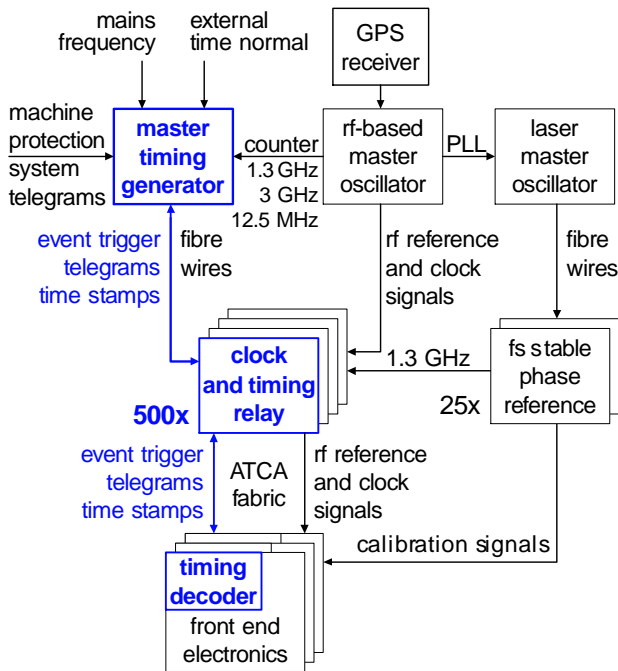 mains
frequency
external
time normal
GPS
receiver
machine
protection
system
telegrams
master
timing
generator
counter
1.3 GHz
3 GHz
12.5 MHz
rf-based
master
oscillator
PLL
laser
master
oscillator
event trigger
telegrams
time stamps
fibre
wires
rf reference
and clock
signals
fibre
wires
clock
and timing
relay
500x
1.3 GHz
fs stable
phase
reference
25x
event trigger
telegrams
time stamps
ATCA
fabric
rf reference
and clock
signals
calibration signals
timing
decoder
front end
electronics